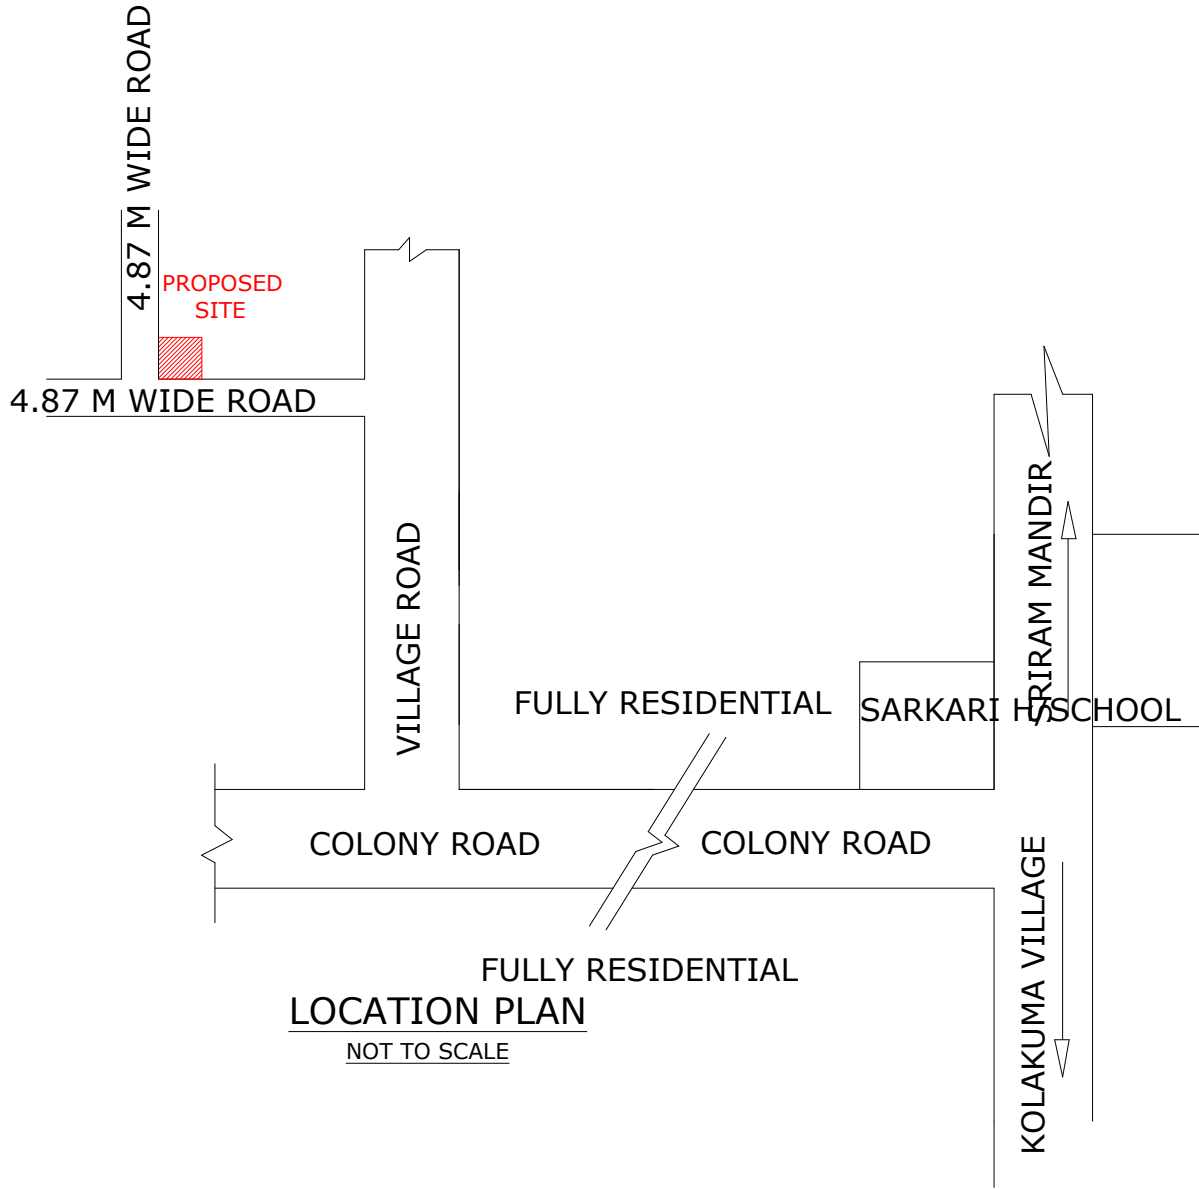 4.87 M WIDE ROAD
PROPOSED
SITE
4.87 M WIDE ROAD
VILLAGE ROAD
SRIRAM MANDIR
FULLY RESIDENTIAL
SARKARI H/SCHOOL
COLONY ROAD
COLONY ROAD
KOLAKUMA VILLAGE
FULLY RESIDENTIAL
LOCATION PLAN
NOT TO SCALE